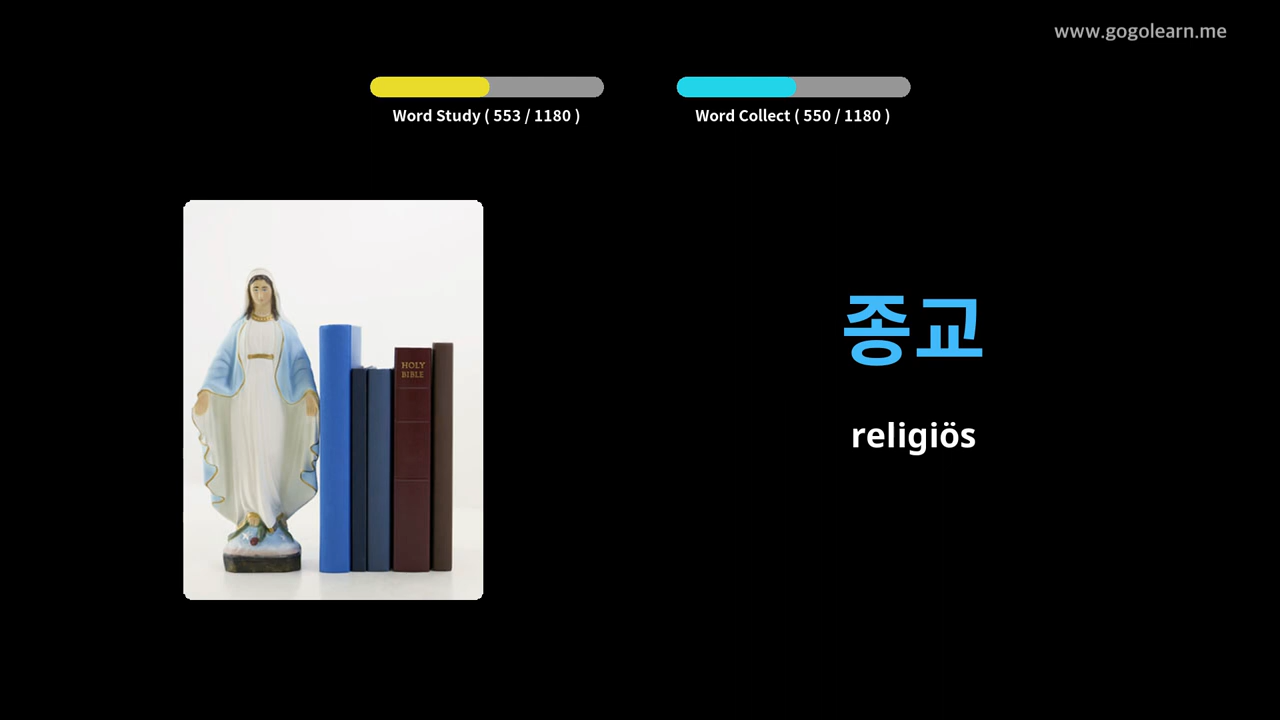 www.gogolearn.me
Word Study ( 553 / 1180 )
Word Collect ( 550 / 1180 )
HOLY
BIBLE
종교
religiös